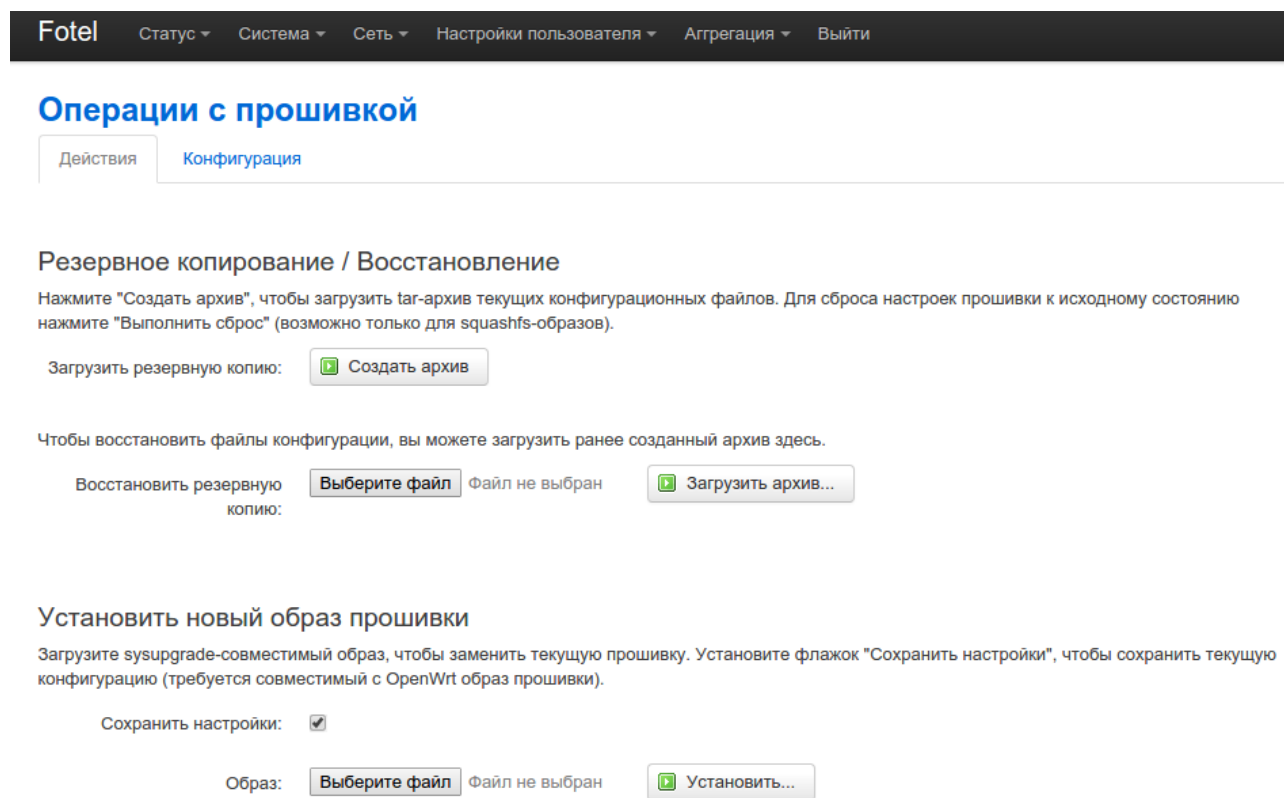 Fotel Статус Система Сеть Настройки пользователя Аггрегация Выйти
Операции с прошивкой
Действия Конфигурация
Резервное копирование / Восстановление
Нажмите "Создать архив", чтобы загрузить tar-архив текущих конфигурационных файлов. Для сброса настроек прошивки к исходному состоянию
нажмите "Выполнить сброс" (возможно только для squashfs-образов).
Загрузить резервную копию: Создать архив
Чтобы восстановить файлы конфигурации, вы можете загрузить ранее созданный архив здесь.
Восстановить резервную Выберите файл Файл не выбран Загрузить архив...
копию:
Установить новый образ прошивки
Загрузите sysupgrade-совместимый образ, чтобы заменить текущую прошивку. Установите флажок "Сохранить настройки", чтобы сохранить текущую
конфигурацию (требуется совместимый с OpenWrt образ прошивки).
Сохранить настройки:
Образ: Выберите файл Файл не выбран Установить...